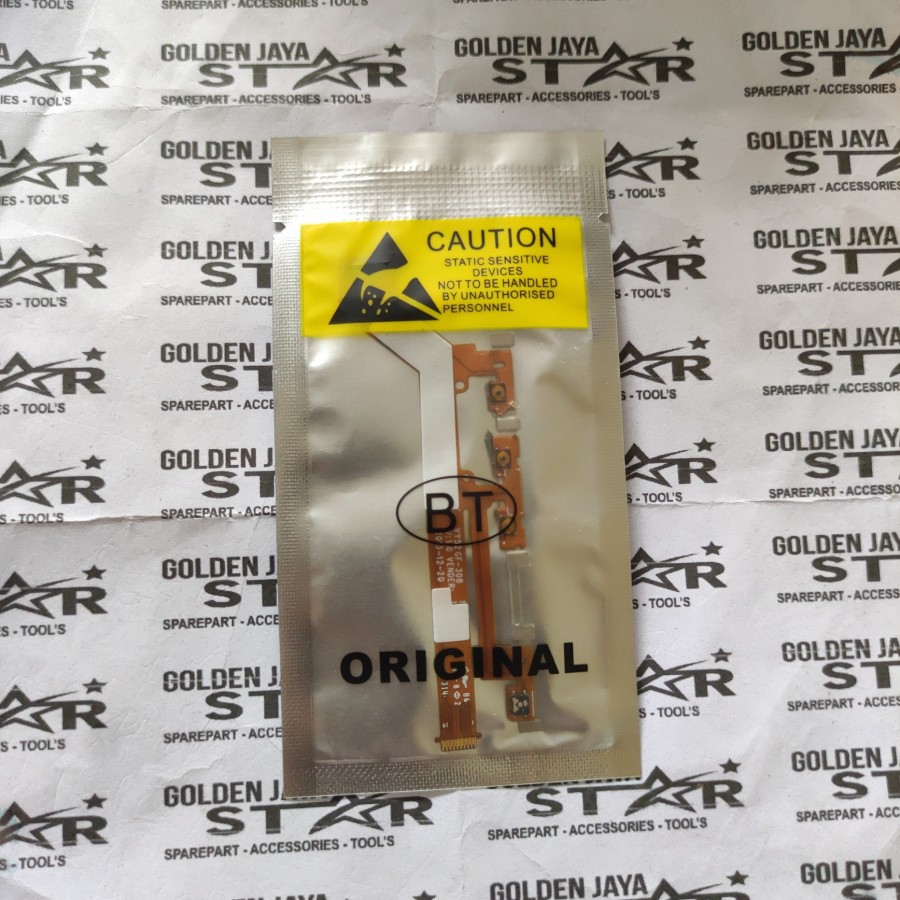 GOLDEN JAYA
STAR
SPAREPART - ACCESSORIES - TOOL'S
CAUTION
STATIC SENSITIVE
DEVICES
NOT TO BE HANDLED
BY UNAUTHORISED
PERSONNEL
BT
ORIGINAL